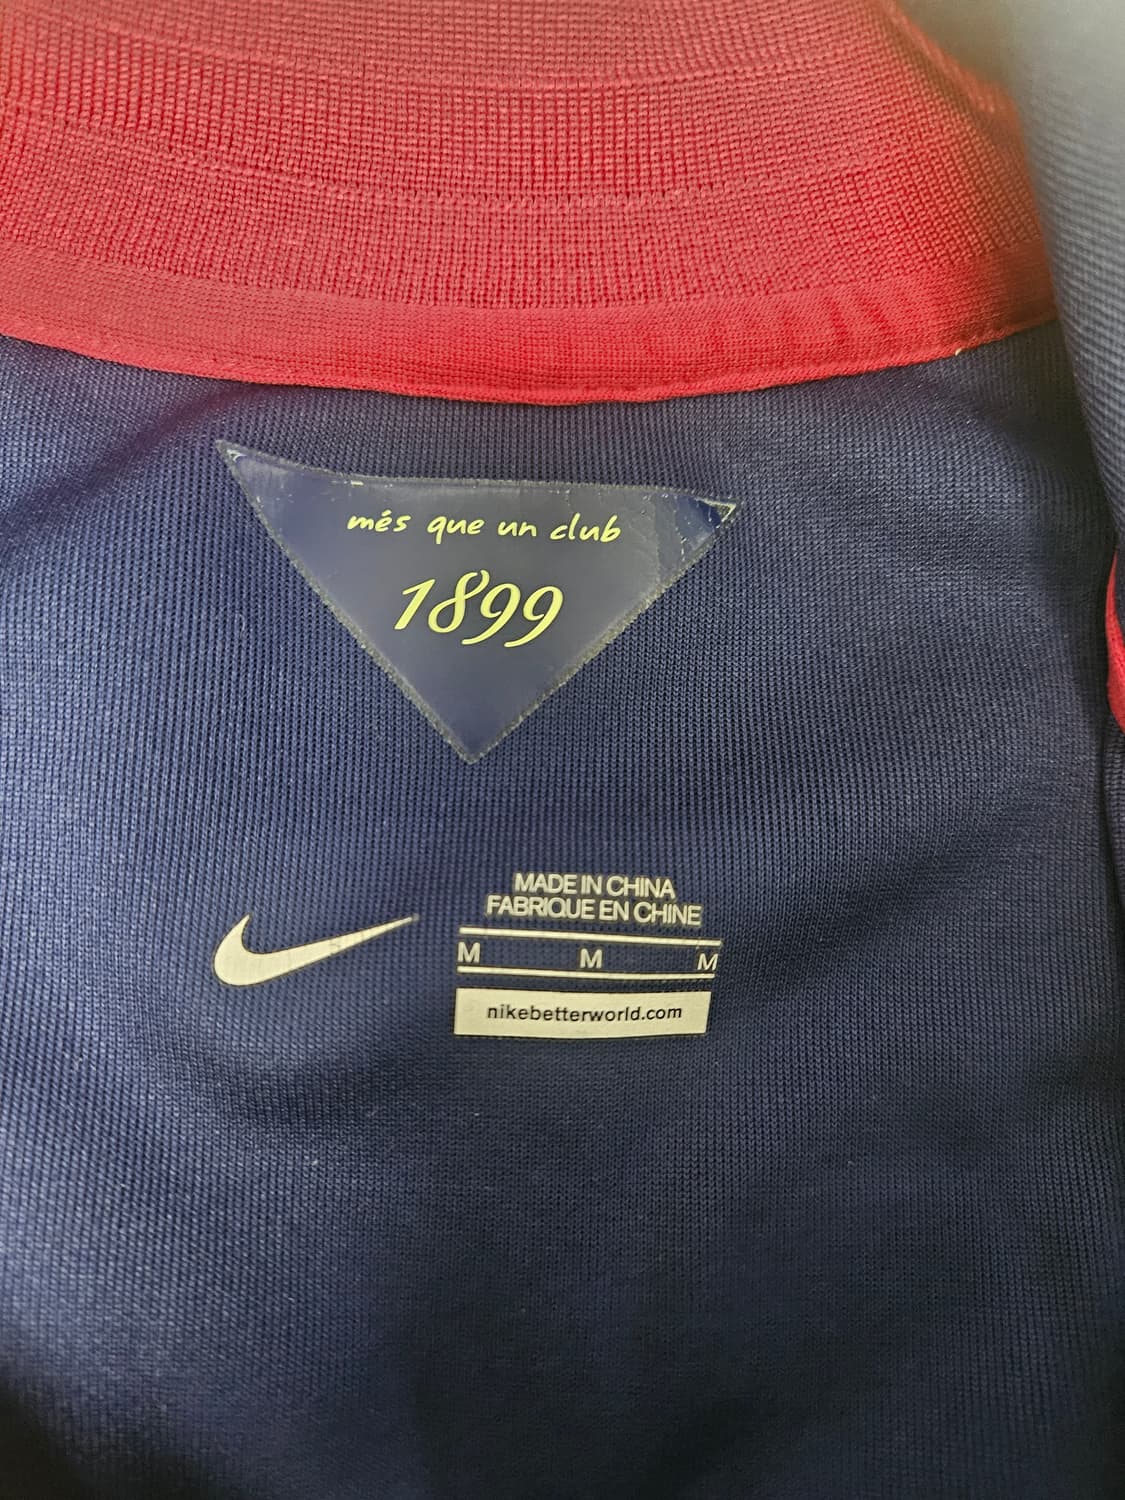 més que un club
1899
MADE IN CHINA
FABRIQUE EN CHINE
M M M
nikebetterworld.com